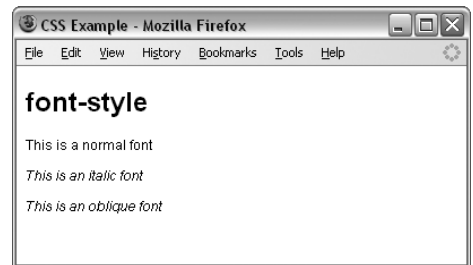 CSS Example - Mozilla Firefox
File Edit View History Bookmarks Tools Help
font-style
This is a normal font
This is an italic font
This is an oblique font